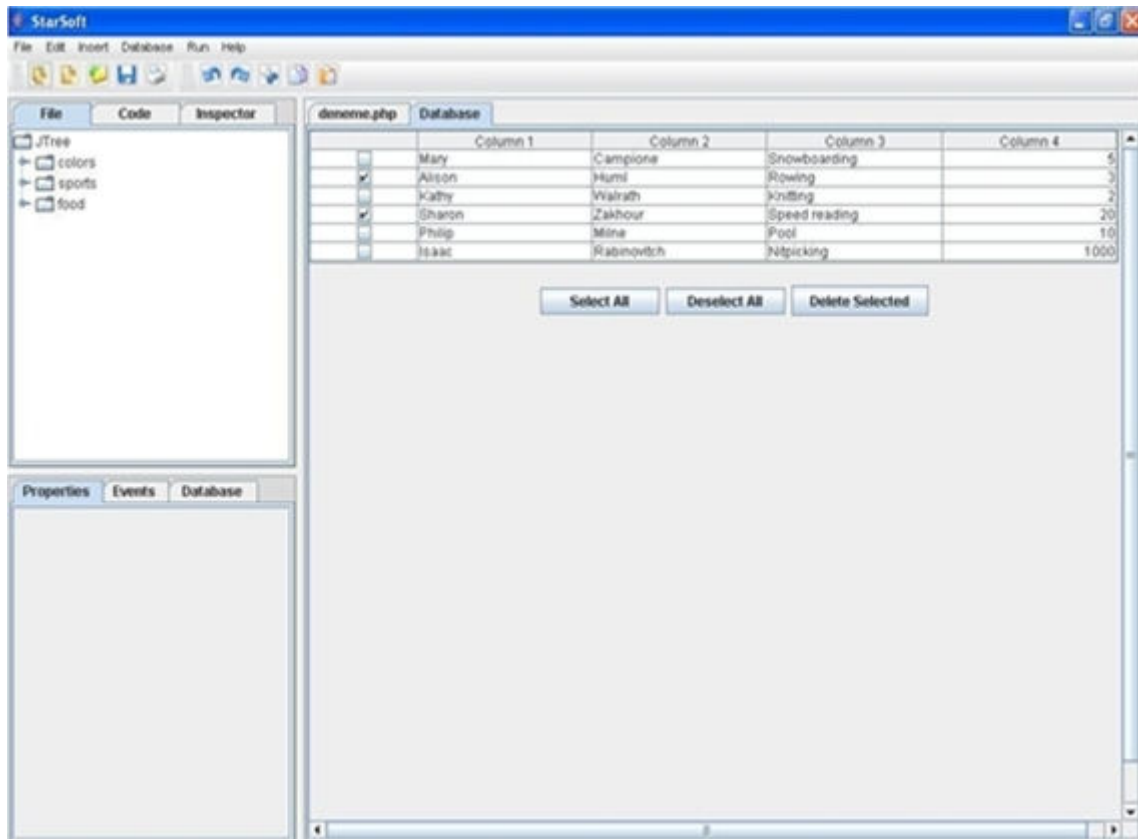 StarSoft
File Edit Insert Database Run Help
File Code Inspector
JTree
colors
sports
food
Properties Events Database
deneme.php Database
Column 1 Column 2 Column 3 Column 4
Mary Campione Snowboarding 5
Alison Huml Rowing 3
Kathy Walrath Knitting 2
Sharon Zakhour Speed reading 20
Philip Milne Pool 10
Isaac Rabinovitch Nitpicking 1000
Select All Deselect All Delete Selected